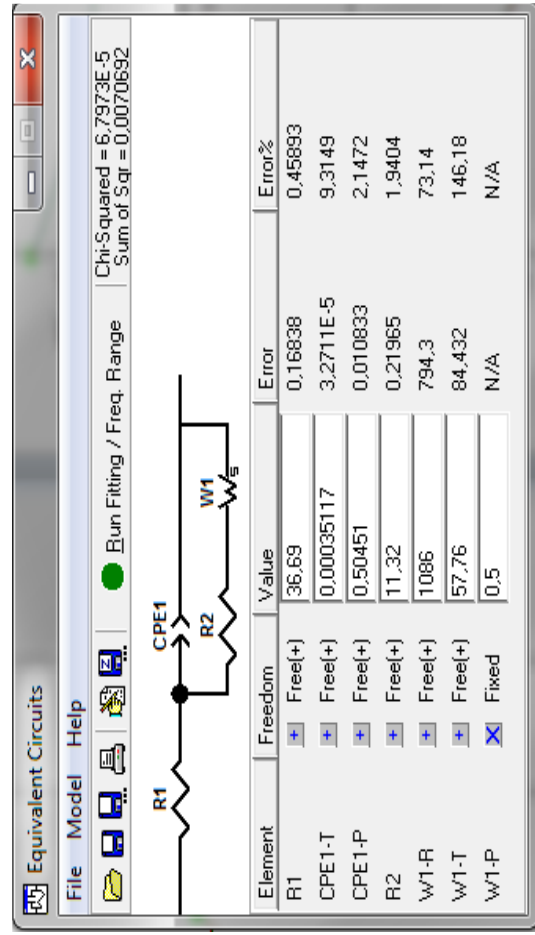 Equivalent Circuits
File Model Help
Run Fitting / Freq. Range
Chi-Squared = 6,7973E-5
Sum of Sqr = 0,0070692
R1
CPE1
R2
W1
s
Element Freedom Value Error Error%
R1 Free(+) 36,69 0,16838 0,45893
CPE1-T Free(+) 0,00035117 3,2711E-5 9,3149
CPE1-P Free(+) 0,50451 0,010833 2,1472
R2 Free(+) 11,32 0,21965 1,9404
W1-R Free(+) 1086 794,3 73,14
W1-T Free(+) 57,76 84,432 146,18
W1-P Fixed 0,5 N/A N/A